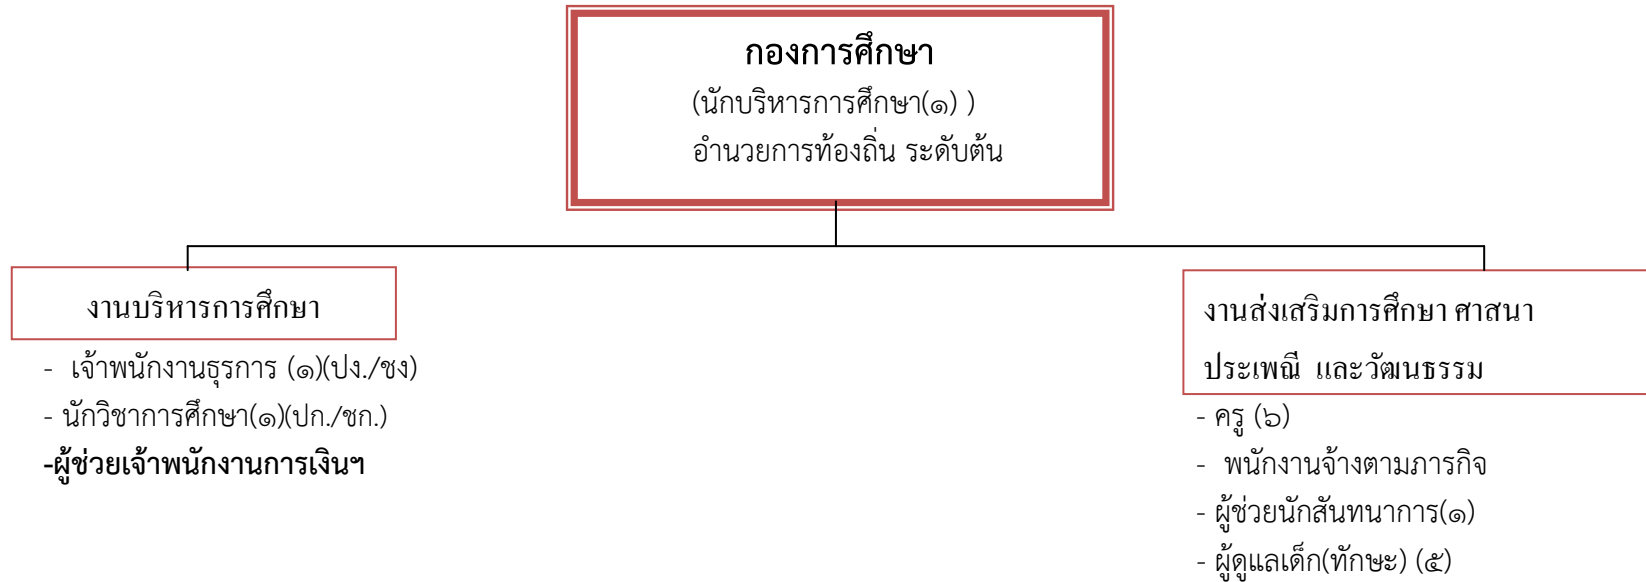 กองการศึกษา
(นักบริหารการศึกษา(๑) )
อำนวยการท้องถิ่น ระดับต้น
งานบริหารการศึกษา
- เจ้าพนักงานธุรการ (๑)(ปง./ชง)
- นักวิชาการศึกษา(๑)(ปก./ชก.)
-ผู้ช่วยเจ้าพนักงานการเงินฯ
งานส่งเสริมการศึกษา ศาสนา
ประเพณี และวัฒนธรรม
- ครู (๖)
- พนักงานจ้างตามภารกิจ
- ผู้ช่วยนักสันทนาการ(๑)
- ผู้ดูแลเด็ก(ทักษะ) (๕)